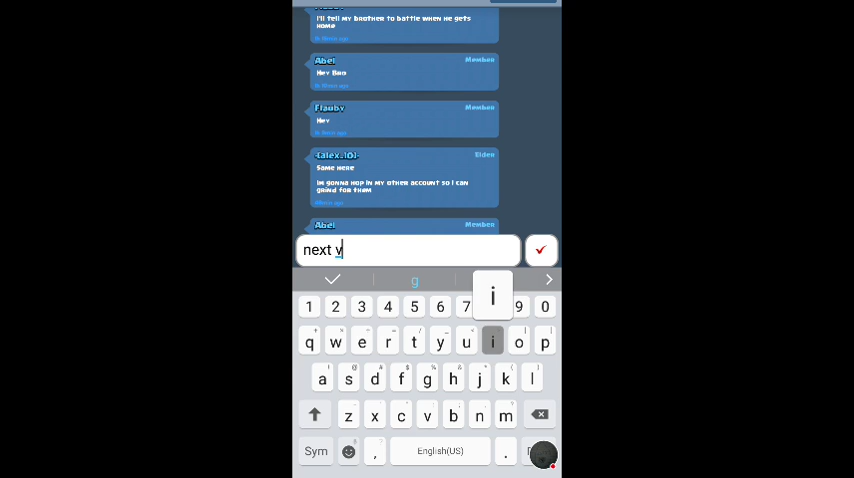 I'll tell my brother to battle when he gets
home
Abel
Member
Hey Bro
Flauby
Member
Hey
-[alex.10]-
Elder
Same here
Im gonna hop in my other account so i can
grind for them
Abel
Member
next v
g
i
1 2 3 4 5 6 7 9 0
q w e r t y u i o p
a s d f g h j k l
z x c v b n m
Sym , English(US) .